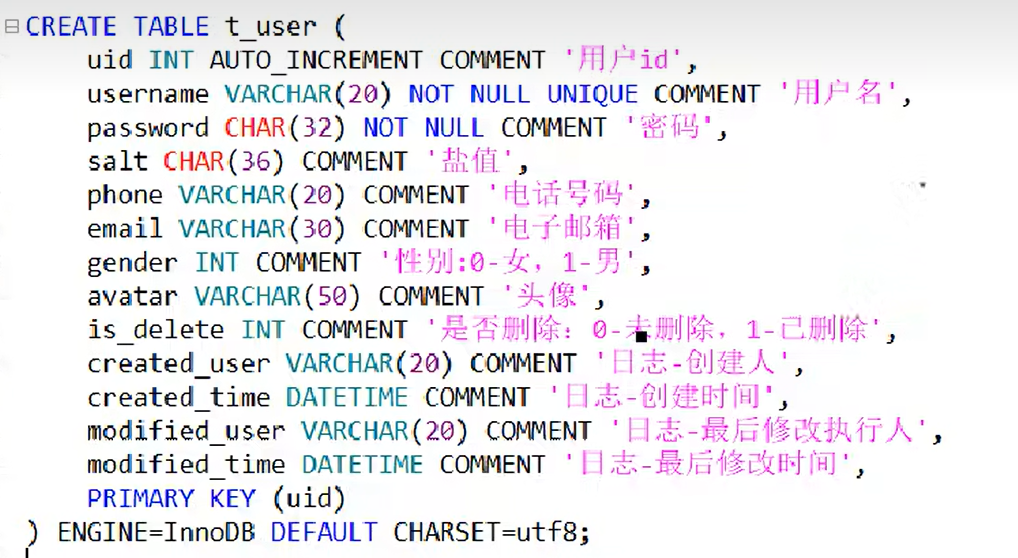 CREATE TABLE t_user (
uid INT AUTO_INCREMENT COMMENT '用户id',
username VARCHAR(20) NOT NULL UNIQUE COMMENT '用户名',
password CHAR(32) NOT NULL COMMENT '密码',
salt CHAR(36) COMMENT '盐值',
phone VARCHAR(20) COMMENT '电话号码',
email VARCHAR(30) COMMENT '电子邮箱',
gender INT COMMENT '性别:0-女，1-男',
avatar VARCHAR(50) COMMENT '头像',
is_delete INT COMMENT '是否删除：0-未删除，1-已删除',
created_user VARCHAR(20) COMMENT '日志-创建人',
created_time DATETIME COMMENT '日志-创建时间',
modified_user VARCHAR(20) COMMENT '日志-最后修改执行人',
modified_time DATETIME COMMENT '日志-最后修改时间',
PRIMARY KEY (uid)
) ENGINE=InnoDB DEFAULT CHARSET=utf8;